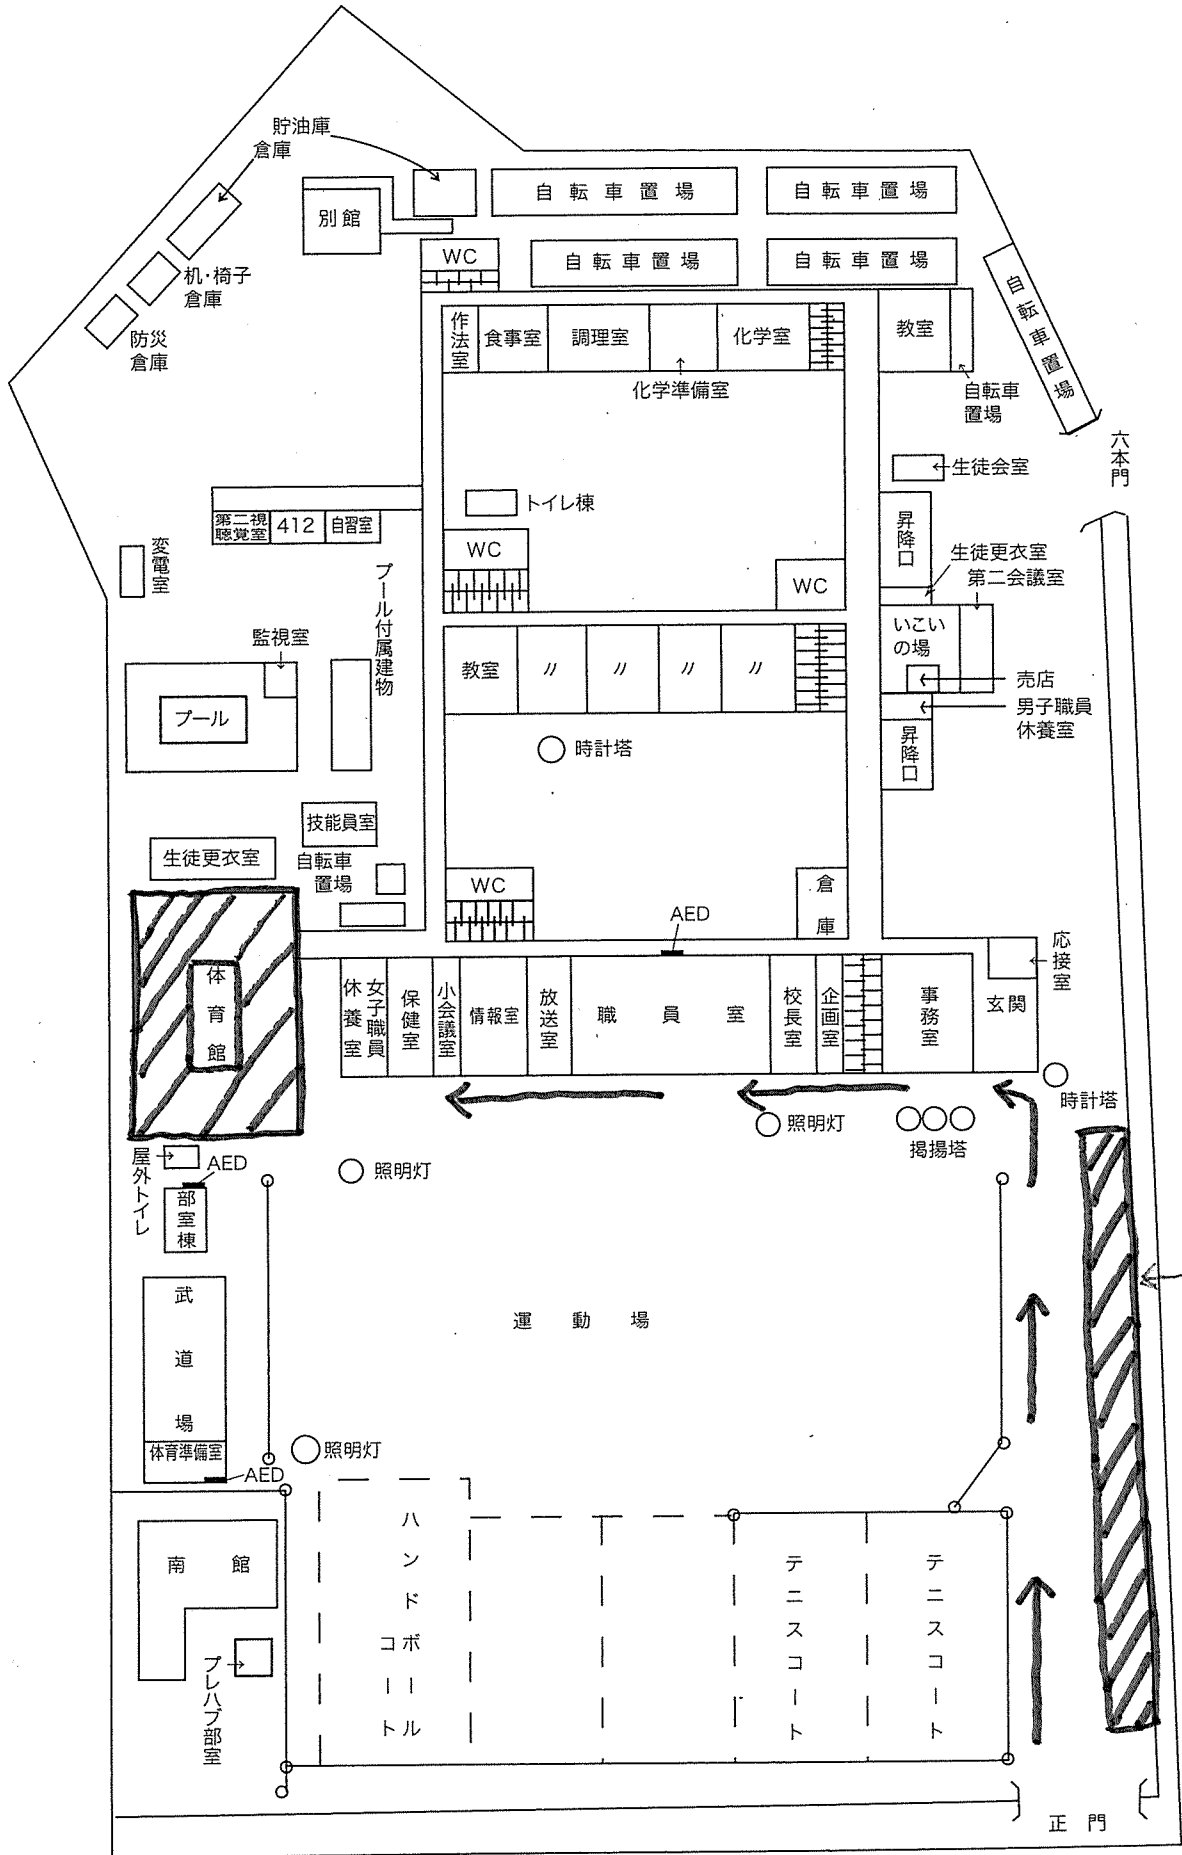 貯油庫
倉庫
自転車置場
自転車置場
別館
WC
自転車置場
自転車置場
自転車置場
机・椅子
倉庫
防災
倉庫
作法室
食事室
調理室
化学室
教室
化学準備室
自転車
置場
六本門
生徒会室
トイレ棟
第二視
聴覚室
412
自習室
昇降口
変電室
WC
WC
生徒更衣室
第二会議室
プール付属建物
監視室
いこい
の場
教室
〃
〃
〃
〃
売店
プール
男子職員
休養室
時計塔
昇降口
技能員室
生徒更衣室
自転車
置場
WC
倉庫
AED
応接室
体育館
女子職員
休養室
保健室
小会議室
情報室
放送室
職員室
校長室
企画室
事務室
玄関
時計塔
照明灯
掲揚塔
屋外トイレ
AED
照明灯
部室棟
武道場
運動場
体育準備室
照明灯
AED
ハンドボール
コート
テニスコート
テニスコート
南館
プレハブ部室
正門